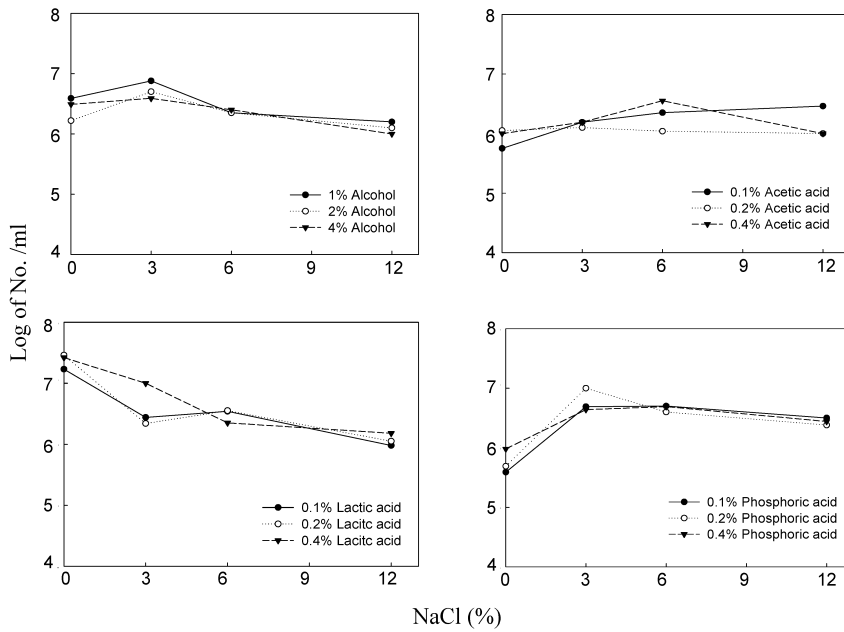 8
7
6
5
4
0
3
6
9
12
1% Alcohol
2% Alcohol
4% Alcohol
8
7
6
5
4
0
3
6
9
12
0.1% Acetic acid
0.2% Acetic acid
0.4% Acetic acid
Log of No. /ml
8
7
6
5
4
0
3
6
9
12
0.1% Lactic acid
0.2% Lacitc acid
0.4% Lacitc acid
8
7
6
5
4
0
3
6
9
12
0.1% Phosphoric acid
0.2% Phosphoric acid
0.4% Phosphoric acid
NaCl (%)